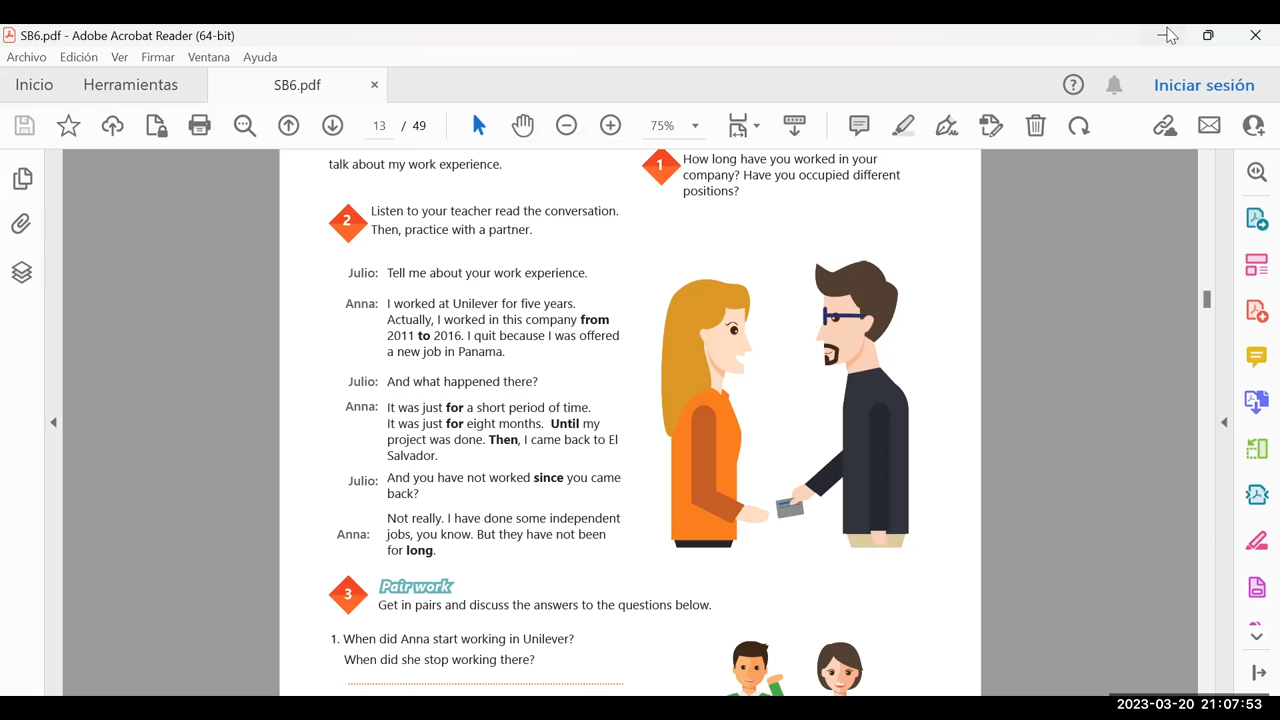 SB6.pdf - Adobe Acrobat Reader (64-bit)
Archivo Edición Ver Firmar Ventana Ayuda
Inicio Herramientas SB6.pdf Iniciar sesión
13 / 49 75%
talk about my work experience.
1 How long have you worked in your
company? Have you occupied different
positions?
2 Listen to your teacher read the conversation.
Then, practice with a partner.
Julio: Tell me about your work experience.
Anna: I worked at Unilever for five years.
Actually, I worked in this company from
2011 to 2016. I quit because I was offered
a new job in Panama.
Julio: And what happened there?
Anna: It was just for a short period of time.
It was just for eight months. Until my
project was done. Then, I came back to El
Salvador.
Julio: And you have not worked since you came
back?
Not really. I have done some independent
Anna: jobs, you know. But they have not been
for long.
3 Pair work
Get in pairs and discuss the answers to the questions below.
1. When did Anna start working in Unilever?
When did she stop working there?
2023-03-20 21:07:53